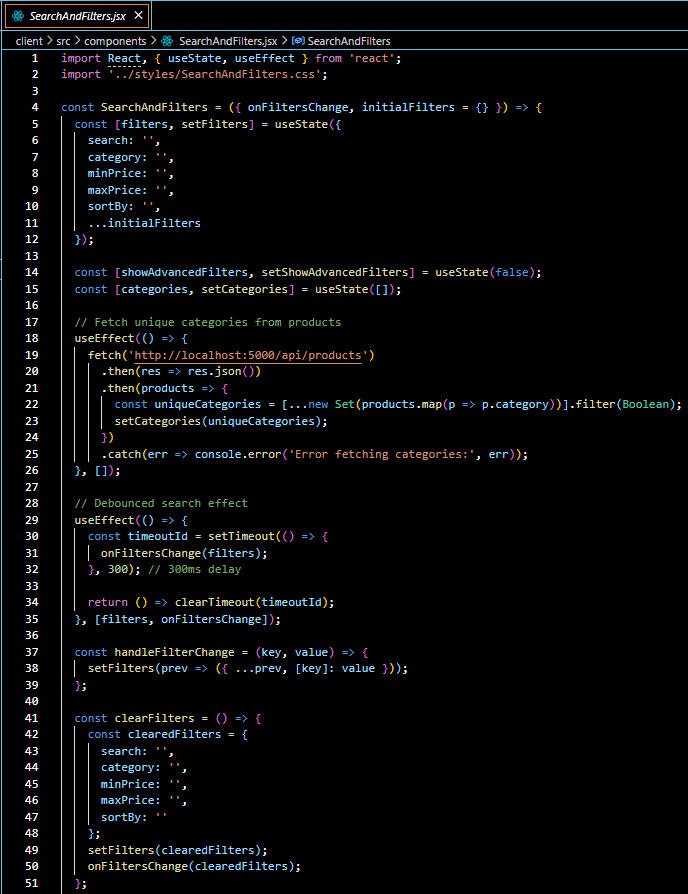 SearchAndFilters.jsx ×
client > src > components > SearchAndFilters.jsx > SearchAndFilters
1 import React, { useState, useEffect } from 'react';
2 import '../styles/SearchAndFilters.css';
3
4 const SearchAndFilters = ({ onFiltersChange, initialFilters = {} }) => {
5   const [filters, setFilters] = useState({
6     search: '',
7     category: '',
8     minPrice: '',
9     maxPrice: '',
10     sortBy: '',
11     ...initialFilters
12   });
13
14   const [showAdvancedFilters, setShowAdvancedFilters] = useState(false);
15   const [categories, setCategories] = useState([]);
16
17   // Fetch unique categories from products
18   useEffect(() => {
19     fetch('http://localhost:5000/api/products')
20       .then(res => res.json())
21       .then(products => {
22         const uniqueCategories = [...new Set(products.map(p => p.category))].filter(Boolean);
23         setCategories(uniqueCategories);
24       })
25       .catch(err => console.error('Error fetching categories:', err));
26   }, []);
27
28   // Debounced search effect
29   useEffect(() => {
30     const timeoutId = setTimeout(() => {
31       onFiltersChange(filters);
32     }, 300); // 300ms delay
33
34     return () => clearTimeout(timeoutId);
35   }, [filters, onFiltersChange]);
36
37   const handleFilterChange = (key, value) => {
38     setFilters(prev => ({ ...prev, [key]: value }));
39   };
40
41   const clearFilters = () => {
42     const clearedFilters = {
43       search: '',
44       category: '',
45       minPrice: '',
46       maxPrice: '',
47       sortBy: ''
48     };
49     setFilters(clearedFilters);
50     onFiltersChange(clearedFilters);
51   };